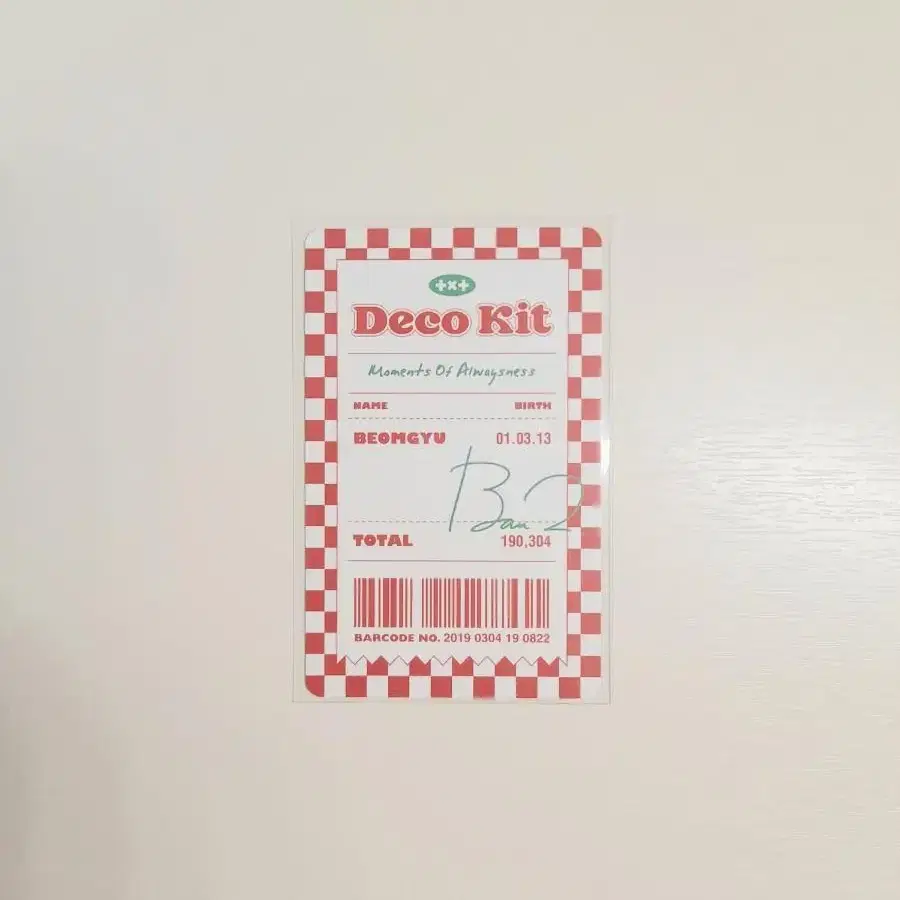 +×+
Deco Kit
Moments Of Alwaysness
NAME BIRTH
BEOMGYU 01.03.13
TOTAL 190,304
BARCODE NO. 2019 0304 19 0822